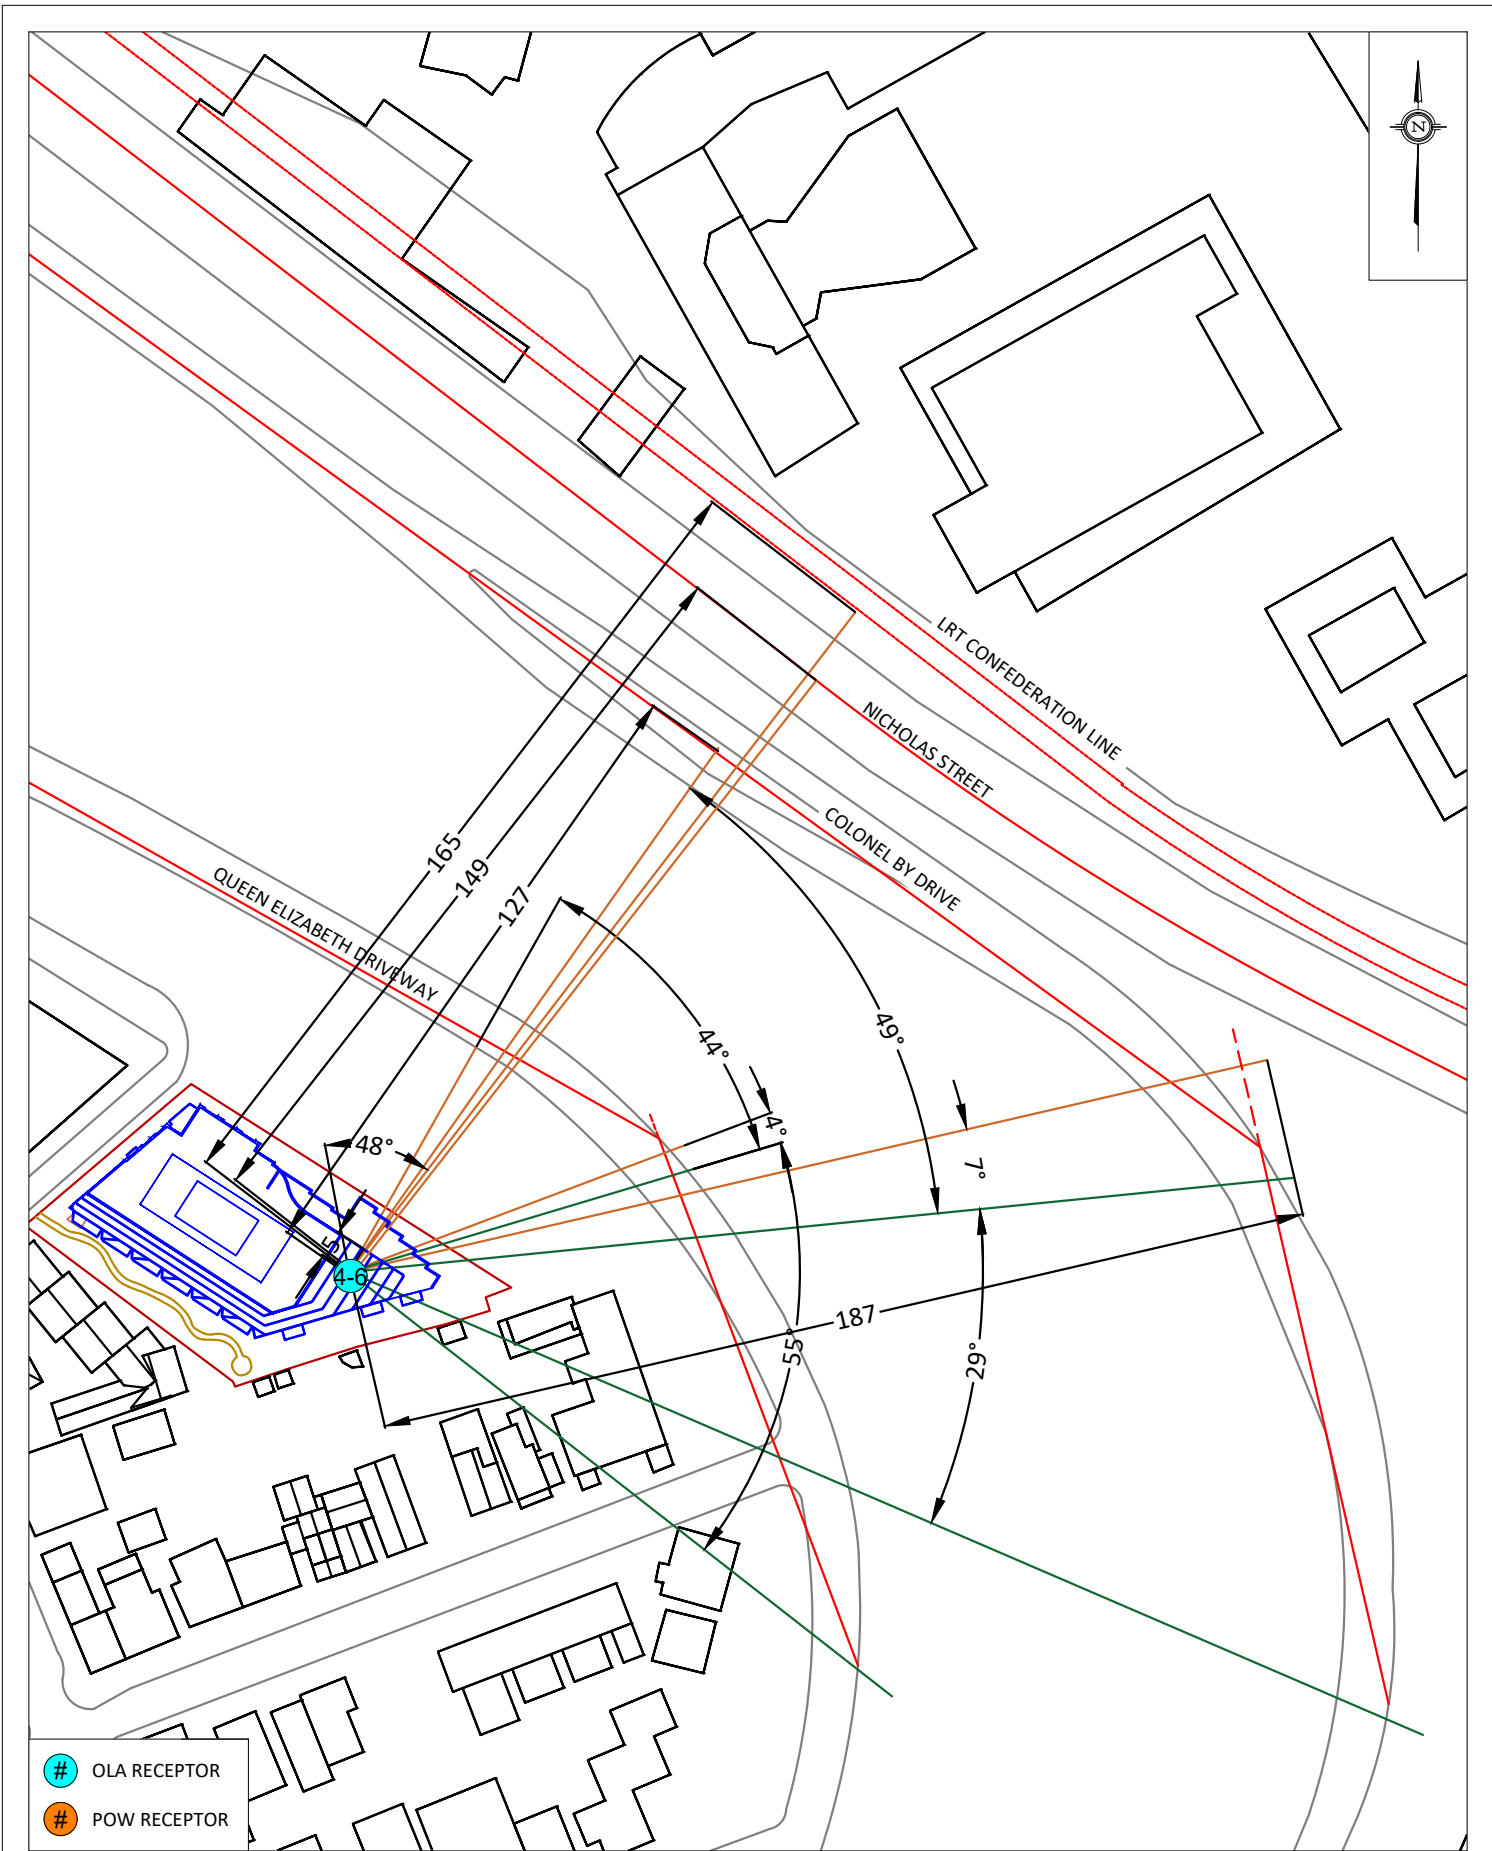 N
LRT CONFEDERATION LINE
NICHOLAS STREET
COLONEL BY DRIVE
QUEEN ELIZABETH DRIVEWAY
165
149
127
49°
44°
4°
48°
7°
5
4-6
187
55°
29°
# OLA RECEPTOR
# POW RECEPTOR